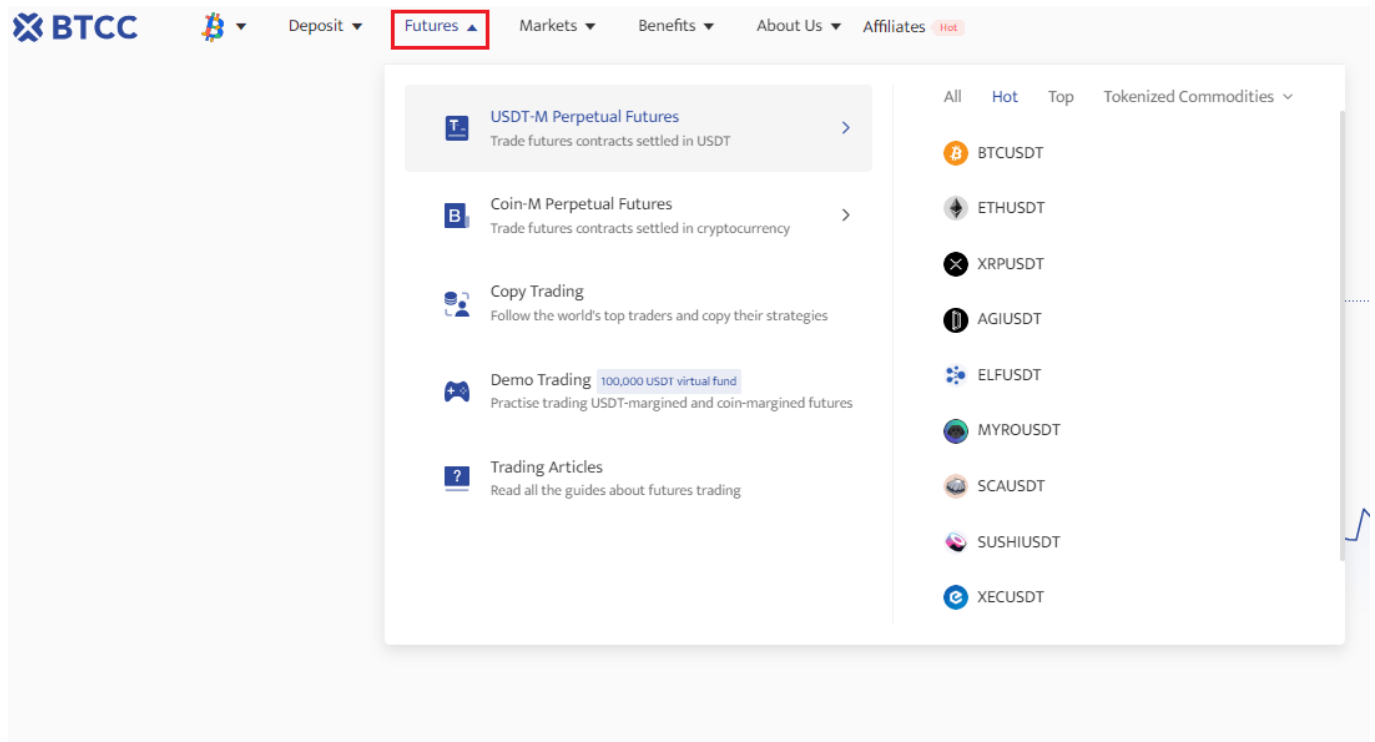 BTCC
Deposit
Futures
Markets
Benefits
About Us
Affiliates Hot
USDT-M Perpetual Futures
Trade futures contracts settled in USDT
Coin-M Perpetual Futures
Trade futures contracts settled in cryptocurrency
Copy Trading
Follow the world's top traders and copy their strategies
Demo Trading 100,000 USDT virtual fund
Practise trading USDT-margined and coin-margined futures
Trading Articles
Read all the guides about futures trading
All Hot Top Tokenized Commodities
BTCUSDT
ETHUSDT
XRPUSDT
AGIUSDT
ELFUSDT
MYROUSDT
SCAUSDT
SUSHIUSDT
XECUSDT